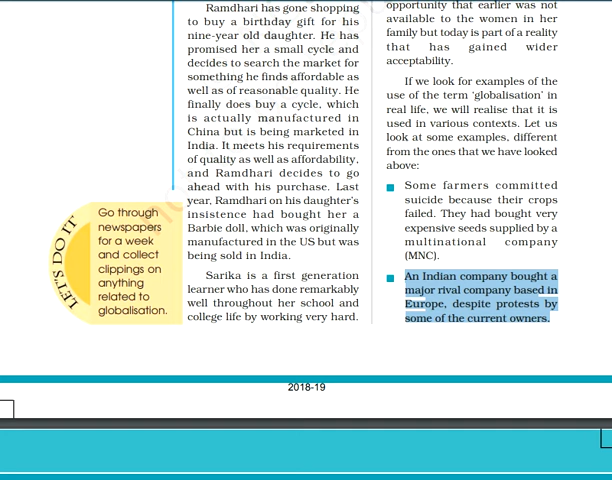 Ramdhari has gone shopping
to buy a birthday gift for his
nine-year old daughter. He has
promised her a small cycle and
decides to search the market for
something he finds affordable as
well as of reasonable quality. He
finally does buy a cycle, which
is actually manufactured in
China but is being marketed in
India. It meets his requirements
of quality as well as affordability,
and Ramdhari decides to go
ahead with his purchase. Last
year, Ramdhari on his daughter's
insistence had bought her a
Barbie doll, which was originally
manufactured in the US but was
being sold in India.
Sarika is a first generation
learner who has done remarkably
well throughout her school and
college life by working very hard.
LET'S DO IT
Go through
newspapers
for a week
and collect
clippings on
anything
related to
globalisation.
opportunity that earlier was not
available to the women in her
family but today is part of a reality
that has gained wider
acceptability.
If we look for examples of the
use of the term 'globalisation' in
real life, we will realise that it is
used in various contexts. Let us
look at some examples, different
from the ones that we have looked
above:
Some farmers committed
suicide because their crops
failed. They had bought very
expensive seeds supplied by a
multinational company
(MNC).
An Indian company bought a
major rival company based in
Europe, despite protests by
some of the current owners.
2018-19